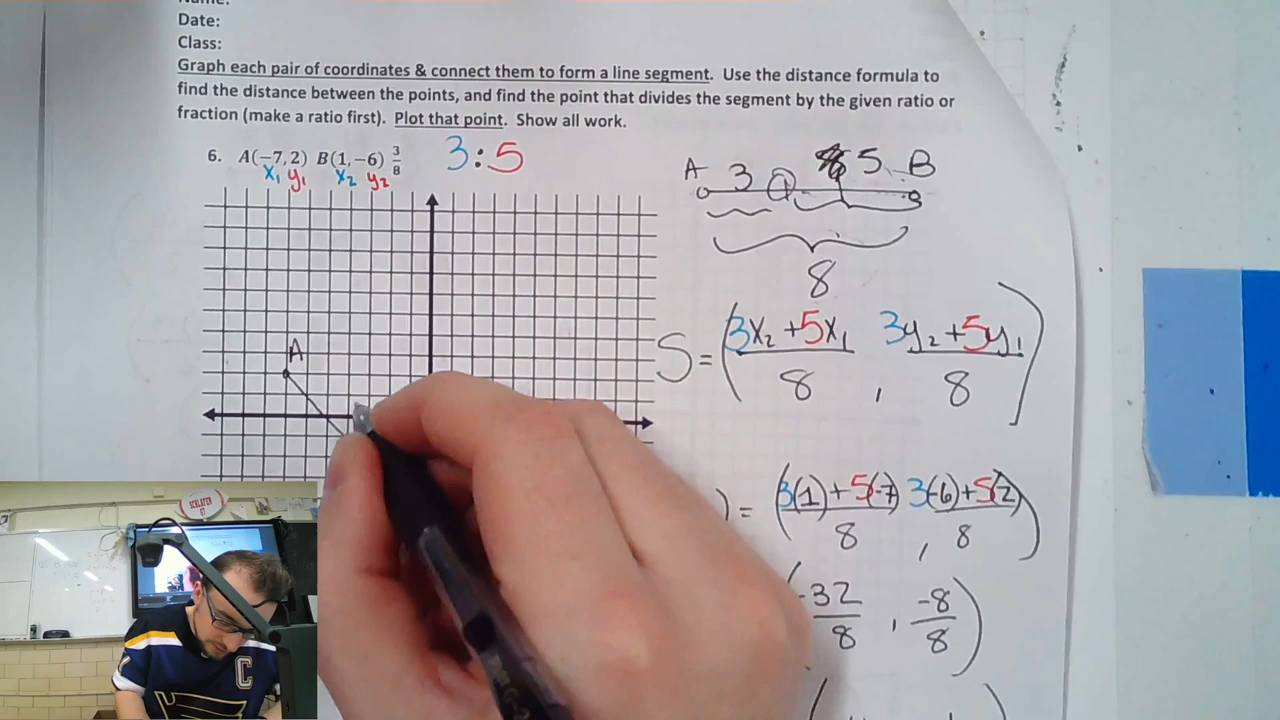 Name:
Date:
Class:
Graph each pair of coordinates & connect them to form a line segment. Use the distance formula to
find the distance between the points, and find the point that divides the segment by the given ratio or
fraction (make a ratio first). Plot that point. Show all work.
6. A(−7,2) B(1,−6) 3/8 3:5
x₁ y₁ x₂ y₂
A 3 5 B
8
A
S = (3x₂ + 5x₁ / 8 , 3y₂ + 5y₁ / 8)
) = (3(1)+5(-7) / 8 , 3(-6)+5(2) / 8)
(-32/8 , -8/8)
SCHLATER
67
C